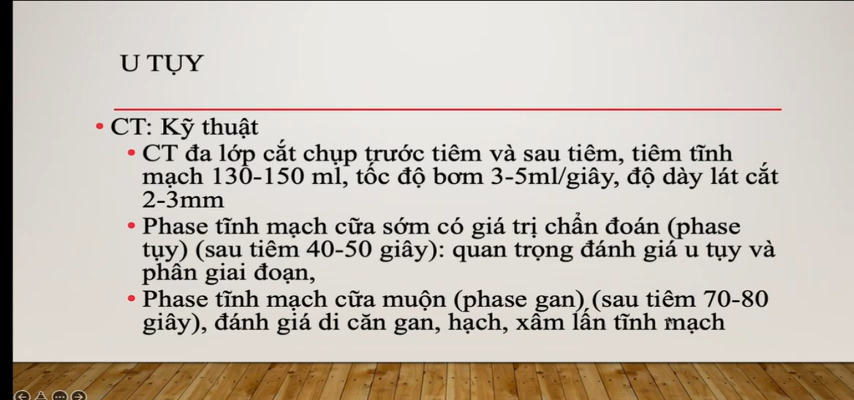 U TỤY
• CT: Kỹ thuật
• CT đa lớp cắt chụp trước tiêm và sau tiêm, tiêm tĩnh
mạch 130-150 ml, tốc độ bơm 3-5ml/giây, độ dày lát cắt
2-3mm
• Phase tĩnh mạch cữa sớm có giá trị chẩn đoán (phase
tụy) (sau tiêm 40-50 giây): quan trọng đánh giá u tụy và
phân giai đoạn,
• Phase tĩnh mạch cữa muộn (phase gan) (sau tiêm 70-80
giây), đánh giá di căn gan, hạch, xâm lấn tĩnh mạch